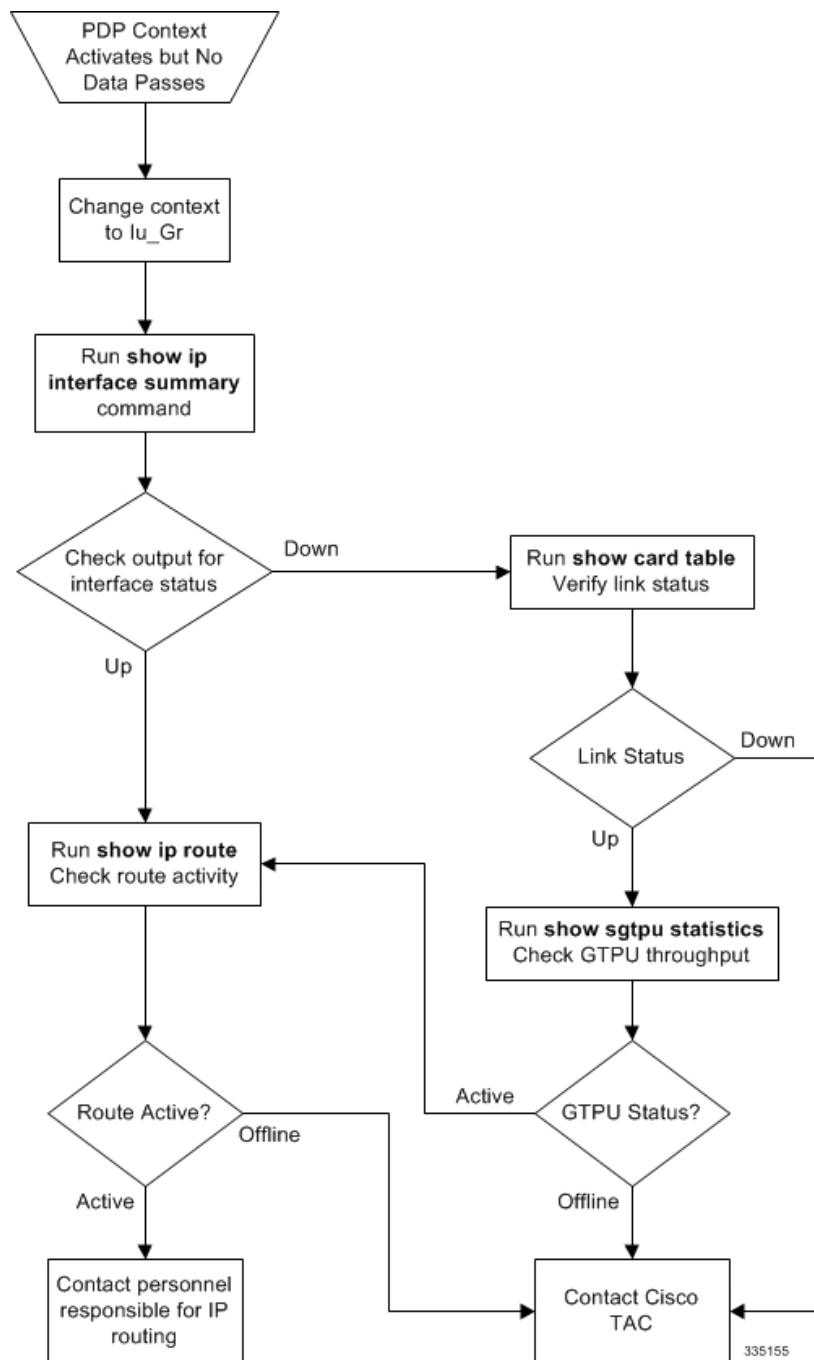 PDP Context
Activates but No
Data Passes
Change context
to Iu_Gr
Run show ip
interface summary
command
Check output for
interface status
Down
Up
Run show card table
Verify link status
Link Status
Down
Up
Run show ip route
Check route activity
Run show sgtpu statistics
Check GTPU throughput
Route Active?
Offline
Active
GTPU Status?
Active
Offline
Contact personnel
responsible for IP
routing
Contact Cisco
TAC
335155